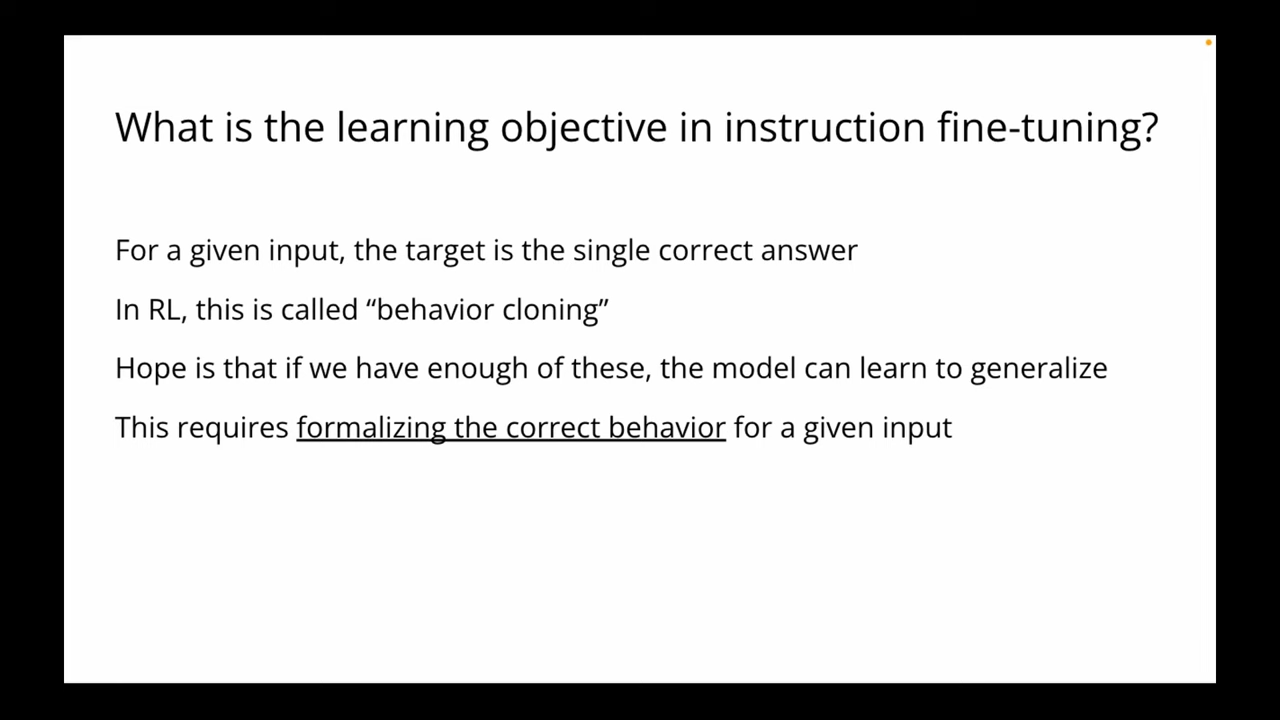 What is the learning objective in instruction fine-tuning?
For a given input, the target is the single correct answer
In RL, this is called “behavior cloning”
Hope is that if we have enough of these, the model can learn to generalize
This requires formalizing the correct behavior for a given input